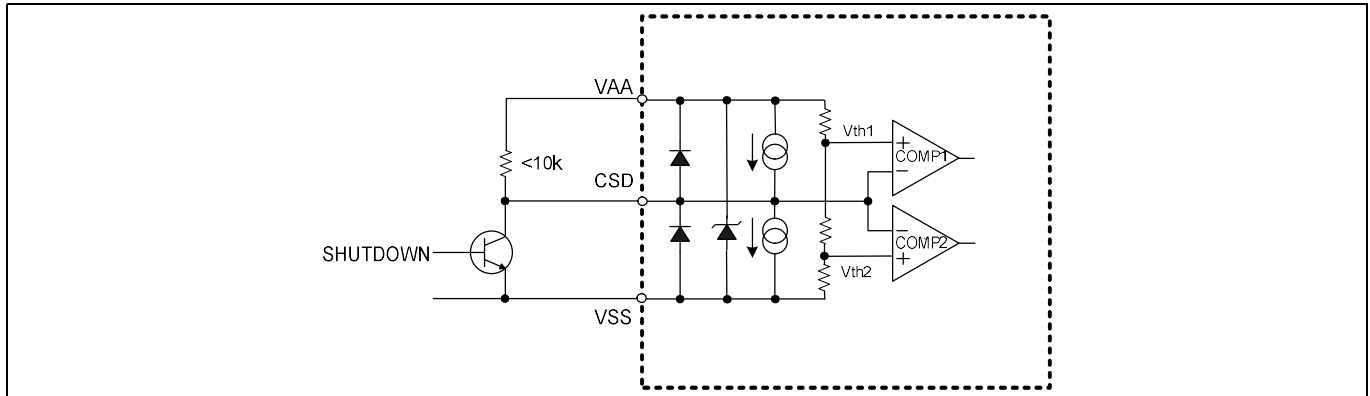 VAA
Vth1
+
COMP1
−
<10k
CSD
−
COMP2
+
SHUTDOWN
Vth2
VSS